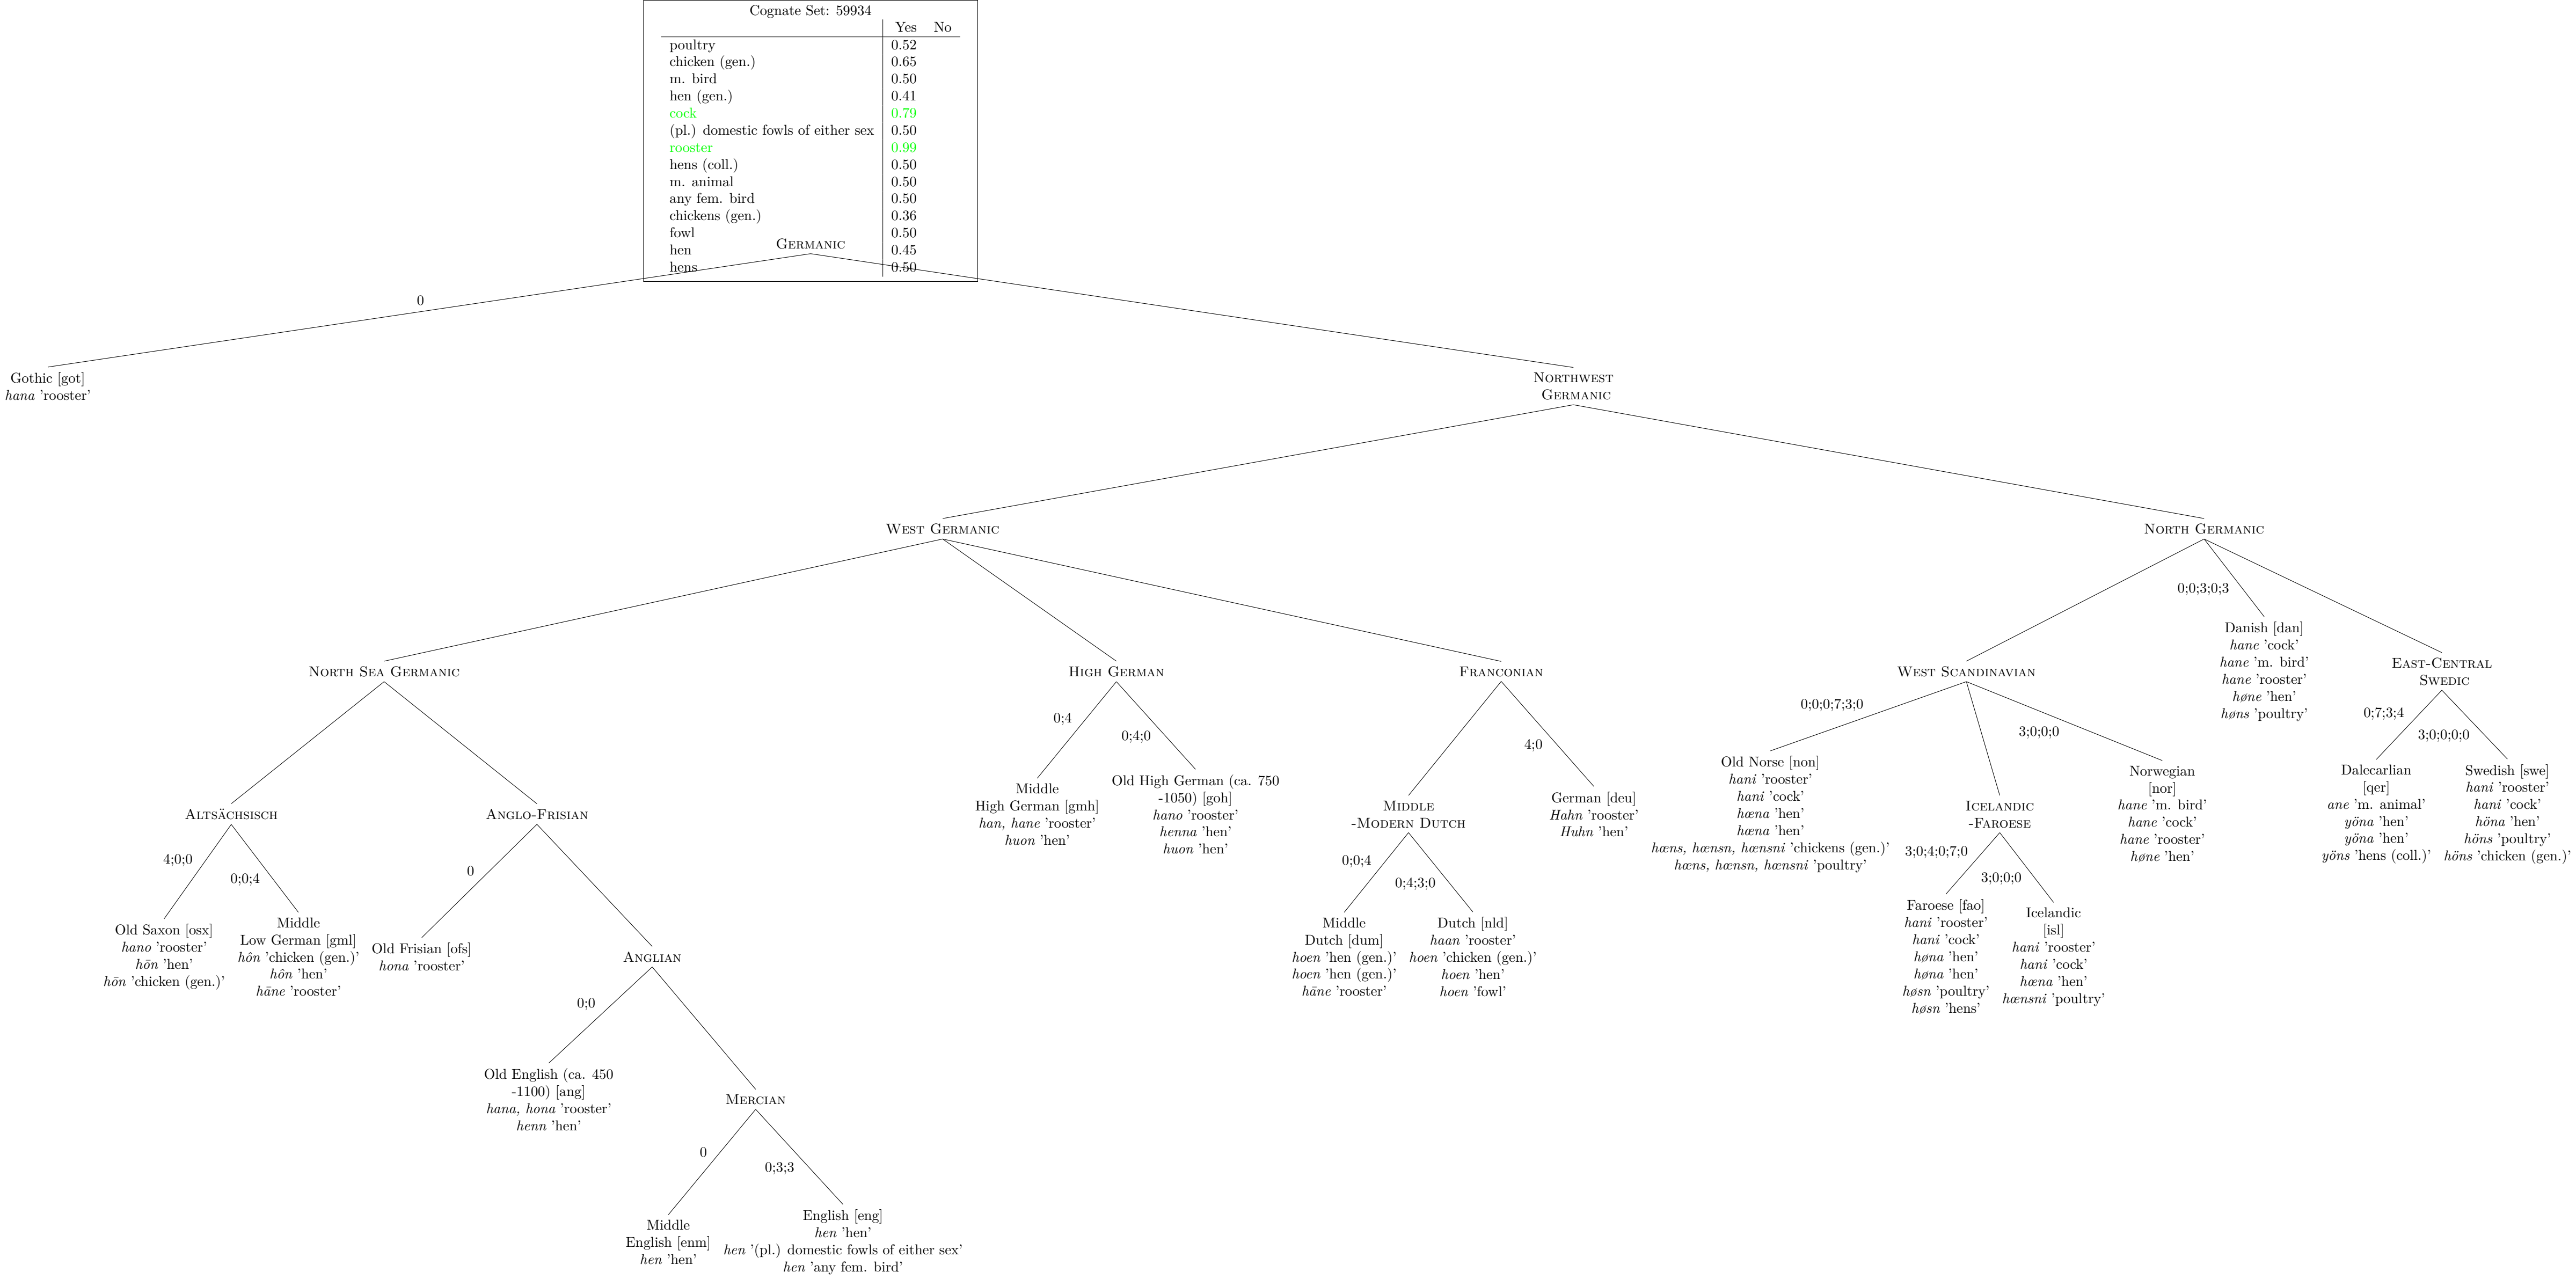 Cognate Set: 59934
Yes No
poultry 0.52
chicken (gen.) 0.65
m. bird 0.50
hen (gen.) 0.41
cock 0.79
(pl.) domestic fowls of either sex 0.50
rooster 0.99
hens (coll.) 0.50
m. animal 0.50
any fem. bird 0.50
chickens (gen.) 0.36
fowl 0.50
hen 0.45
hens 0.50
Germanic
0
Gothic [got]
hana 'rooster'
Northwest
Germanic
West Germanic
North Germanic
North Sea Germanic
High German
Franconian
West Scandinavian
0;0;3;0;3
Danish [dan]
hane 'cock'
hane 'm. bird'
hane 'rooster'
høne 'hen'
høns 'poultry'
East-Central
Swedic
Altsächsisch
Anglo-Frisian
0;4
Middle
High German [gmh]
han, hane 'rooster'
huon 'hen'
0;4;0
Old High German (ca. 750
-1050) [goh]
hano 'rooster'
henna 'hen'
huon 'hen'
Middle
-Modern Dutch
4;0
German [deu]
Hahn 'rooster'
Huhn 'hen'
0;0;0;7;3;0
Old Norse [non]
hani 'rooster'
hani 'cock'
hœna 'hen'
hœna 'hen'
hœns, hœnsn, hœnsni 'chickens (gen.)'
hœns, hœnsn, hœnsni 'poultry'
Icelandic
-Faroese
3;0;0;0
Norwegian
[nor]
hane 'm. bird'
hane 'cock'
hane 'rooster'
høne 'hen'
0;7;3;4
Dalecarlian
[qer]
ane 'm. animal'
yöna 'hen'
yöna 'hen'
yöns 'hens (coll.)'
3;0;0;0;0
Swedish [swe]
hani 'rooster'
hani 'cock'
höna 'hen'
höns 'poultry'
höns 'chicken (gen.)'
4;0;0
Old Saxon [osx]
hano 'rooster'
hōn 'hen'
hōn 'chicken (gen.)'
0;0;4
Middle
Low German [gml]
hôn 'chicken (gen.)'
hôn 'hen'
hāne 'rooster'
0
Old Frisian [ofs]
hona 'rooster'
Anglian
0;0;4
Middle
Dutch [dum]
hoen 'hen (gen.)'
hoen 'hen (gen.)'
hāne 'rooster'
0;4;3;0
Dutch [nld]
haan 'rooster'
hoen 'chicken (gen.)'
hoen 'hen'
hoen 'fowl'
3;0;4;0;7;0
Faroese [fao]
hani 'rooster'
hani 'cock'
høna 'hen'
høna 'hen'
høsn 'poultry'
høsn 'hens'
3;0;0;0
Icelandic
[isl]
hani 'rooster'
hani 'cock'
hœna 'hen'
hœnsni 'poultry'
0;0
Old English (ca. 450
-1100) [ang]
hana, hona 'rooster'
henn 'hen'
Mercian
0
Middle
English [enm]
hen 'hen'
0;3;3
English [eng]
hen 'hen'
hen '(pl.) domestic fowls of either sex'
hen 'any fem. bird'